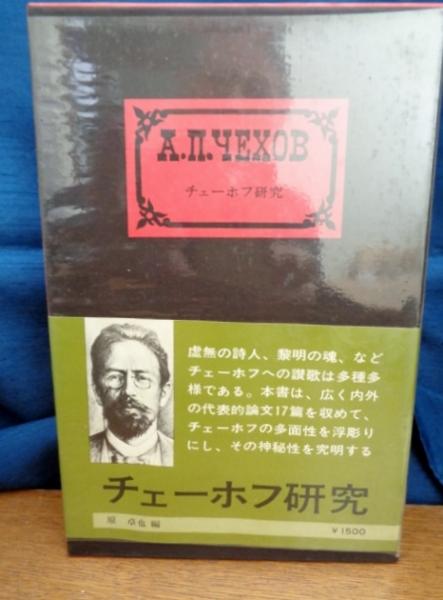 А.П.ЧЕХОВ
チェーホフ研究
虚無の詩人、黎明の魂、など
チェーホフへの讃歌は多種多
様である。本書は、広く内外
の代表的論文17篇を収めて、
チェーホフの多面性を浮彫り
にし、その神秘性を究明する
チェーホフ研究
原 卓也 編
￥1500